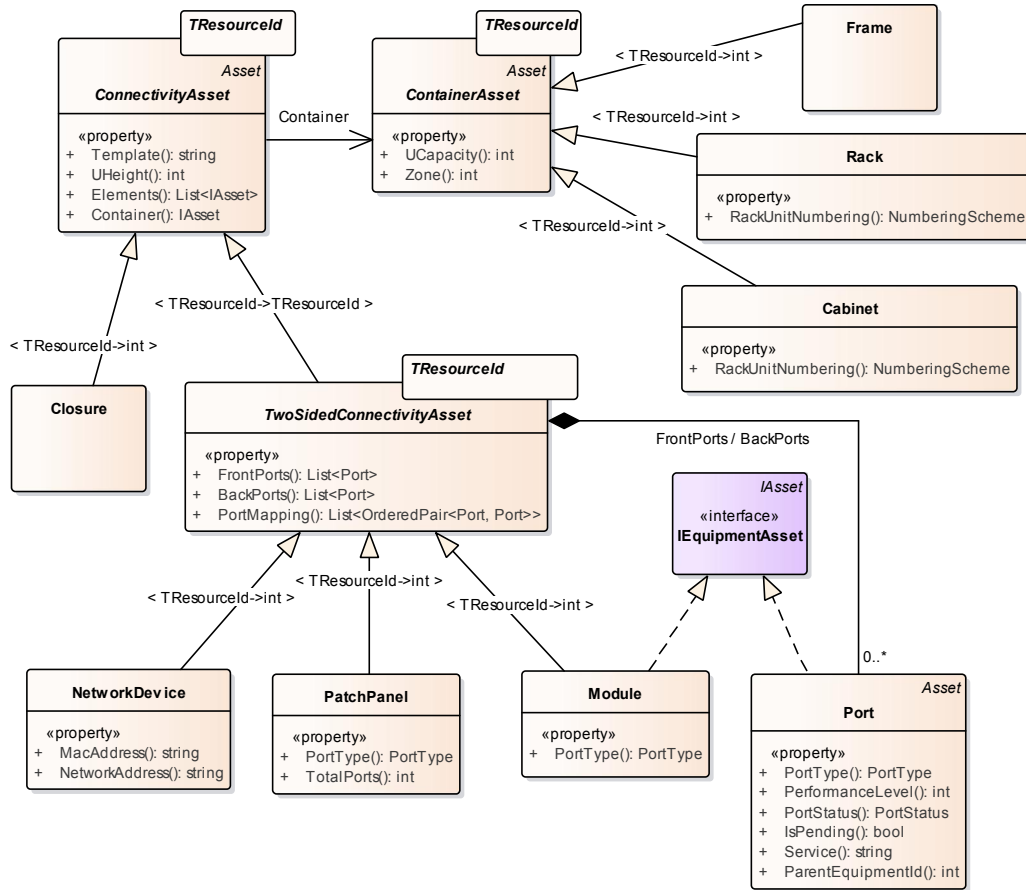 TResourceId
Asset
ConnectivityAsset
«property»
+ Template(): string
+ UHeight(): int
+ Elements(): List<IAsset>
+ Container(): IAsset
Container
TResourceId
Asset
ContainerAsset
«property»
+ UCapacity(): int
+ Zone(): int
< TResourceId->int >
Frame
< TResourceId->int >
Rack
«property»
+ RackUnitNumbering(): NumberingScheme
< TResourceId->int >
Cabinet
«property»
+ RackUnitNumbering(): NumberingScheme
< TResourceId->TResourceId >
< TResourceId->int >
Closure
TResourceId
TwoSidedConnectivityAsset
«property»
+ FrontPorts(): List<Port>
+ BackPorts(): List<Port>
+ PortMapping(): List<OrderedPair<Port, Port>>
FrontPorts / BackPorts
IAsset
«interface»
IEquipmentAsset
< TResourceId->int >
< TResourceId->int >
< TResourceId->int >
0..*
NetworkDevice
«property»
+ MacAddress(): string
+ NetworkAddress(): string
PatchPanel
«property»
+ PortType(): PortType
+ TotalPorts(): int
Module
«property»
+ PortType(): PortType
Asset
Port
«property»
+ PortType(): PortType
+ PerformanceLevel(): int
+ PortStatus(): PortStatus
+ IsPending(): bool
+ Service(): string
+ ParentEquipmentId(): int